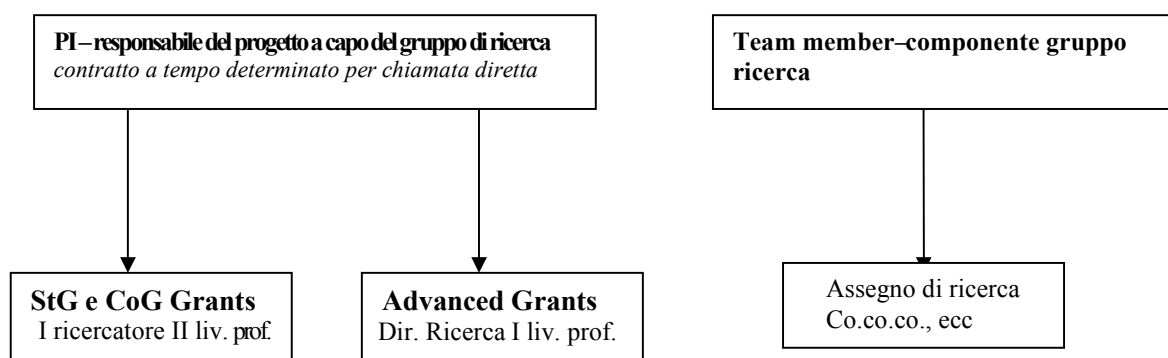 PI – responsabile del progetto a capo del gruppo di ricerca
contratto a tempo determinato per chiamata diretta
Team member–componente gruppo
ricerca
StG e CoG Grants
I ricercatore II liv. prof.
Advanced Grants
Dir. Ricerca I liv. prof.
Assegno di ricerca
Co.co.co., ecc